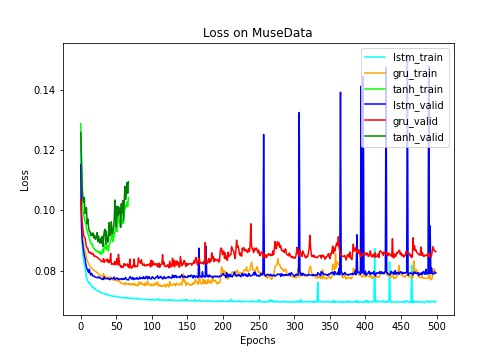 Loss on MuseData
lstm_train
gru_train
tanh_train
lstm_valid
gru_valid
tanh_valid
Loss
0.14
0.12
0.10
0.08
0 50 100 150 200 250 300 350 400 450 500
Epochs